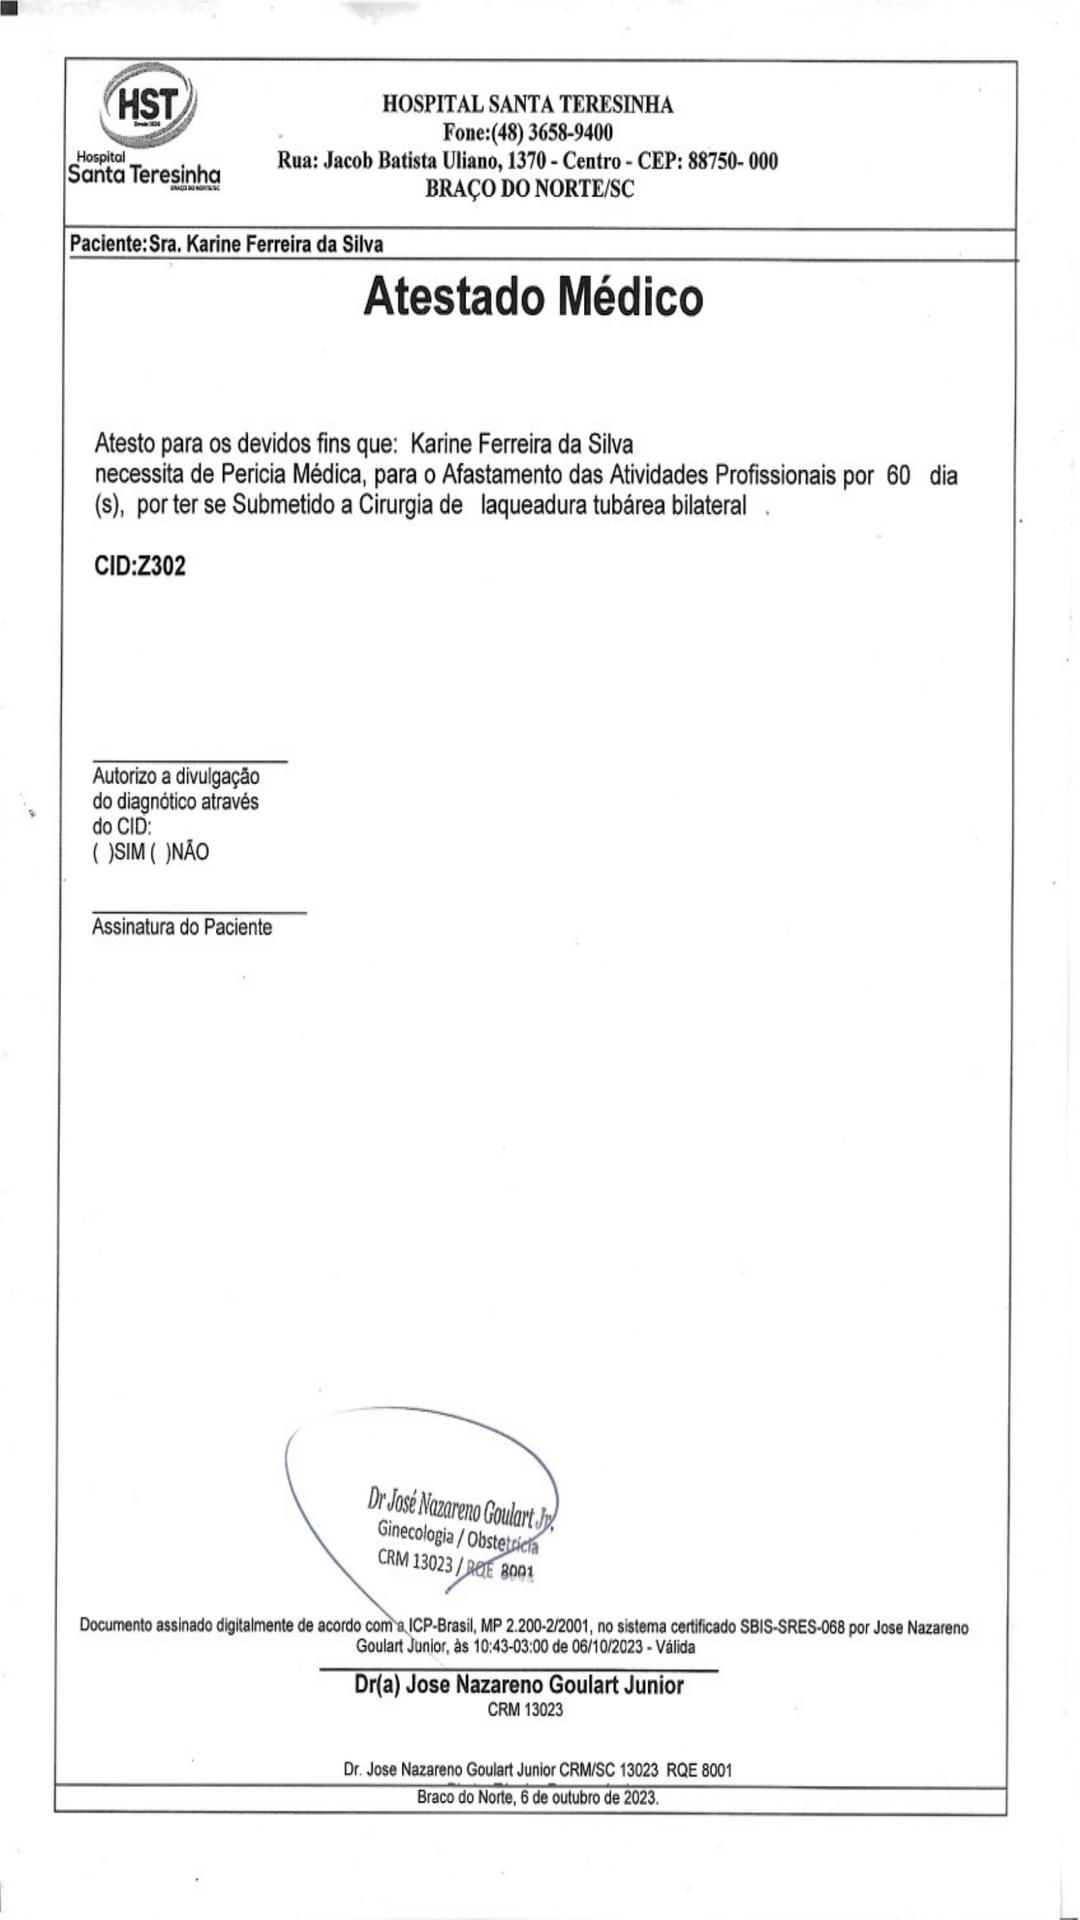 HST
Desde 1934
Hospital
Santa Teresinha
BRAÇO DO NORTE/SC
HOSPITAL SANTA TERESINHA
Fone:(48) 3658-9400
Rua: Jacob Batista Uliano, 1370 - Centro - CEP: 88750- 000
BRAÇO DO NORTE/SC
Paciente:Sra. Karine Ferreira da Silva
Atestado Médico
Atesto para os devidos fins que: Karine Ferreira da Silva
necessita de Pericia Médica, para o Afastamento das Atividades Profissionais por 60 dia
(s), por ter se Submetido a Cirurgia de laqueadura tubárea bilateral .
CID:Z302
Autorizo a divulgação
do diagnótico através
do CID:
( )SIM ( )NÃO
Assinatura do Paciente
Dr José Nazareno Goulart Jr.
Ginecologia / Obstetrícia
CRM 13023 / RQE 8001
Documento assinado digitalmente de acordo com a ICP-Brasil, MP 2.200-2/2001, no sistema certificado SBIS-SRES-068 por Jose Nazareno
Goulart Junior, às 10:43-03:00 de 06/10/2023 - Válida
Dr(a) Jose Nazareno Goulart Junior
CRM 13023
Dr. Jose Nazareno Goulart Junior CRM/SC 13023 RQE 8001
Braco do Norte, 6 de outubro de 2023.